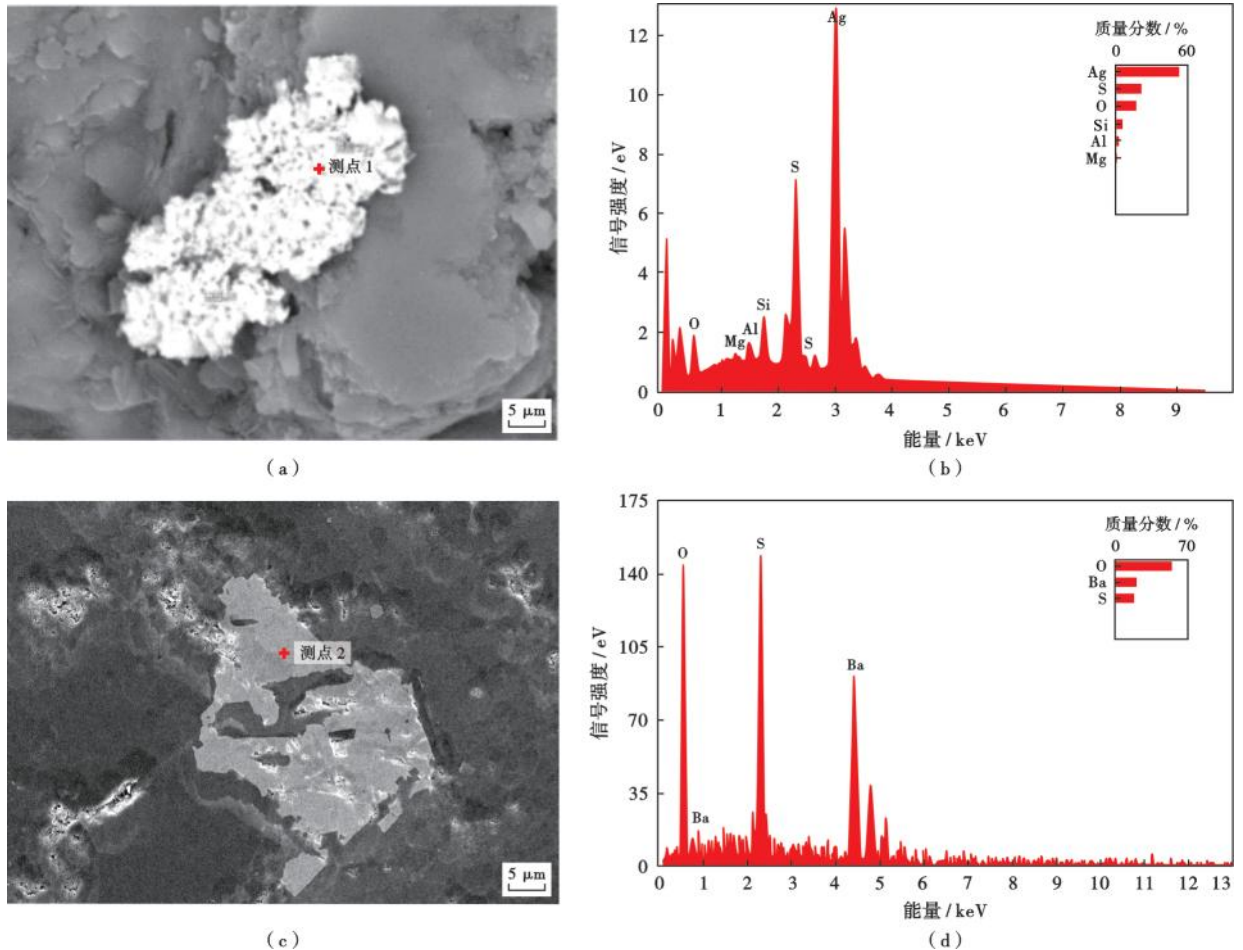 测点 1
5 μm
(a)
质量分数 / %
0 60
Ag
S
O
Si
Al
Mg
信号强度 / eV
12
10
8
6
4
2
0
Ag
S
Si
O
Al
Mg
S
0 1 2 3 4 5 6 7 8 9
能量 / keV
(b)
测点 2
5 μm
(c)
质量分数 / %
0 70
O
Ba
S
信号强度 / eV
175
140
105
70
35
0
O
S
Ba
Ba
0 1 2 3 4 5 6 7 8 9 10 11 12 13
能量 / keV
(d)